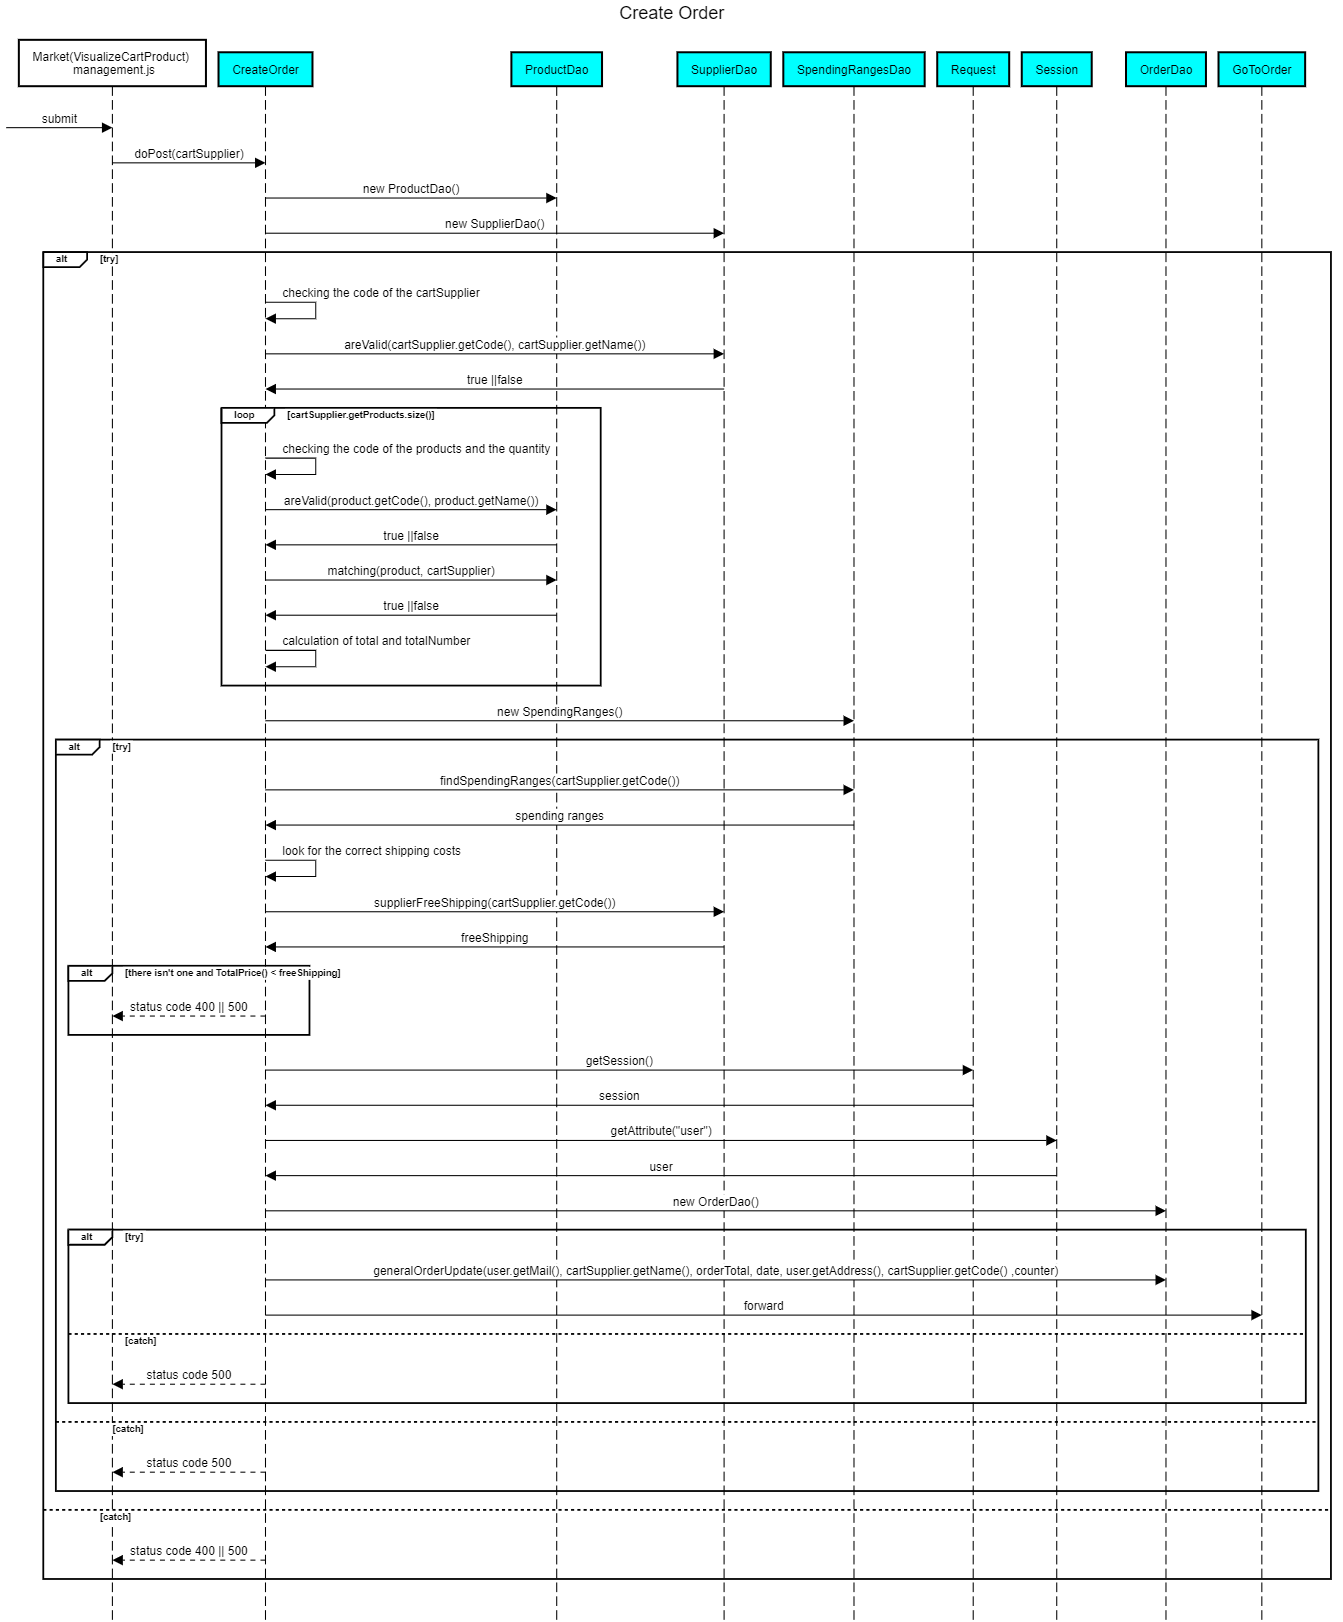 Create Order
Market(VisualizeCartProduct)
management.js
CreateOrder
ProductDao
SupplierDao
SpendingRangesDao
Request
Session
OrderDao
GoToOrder
submit
doPost(cartSupplier)
new ProductDao()
new SupplierDao()
alt [try]
checking the code of the cartSupplier
areValid(cartSupplier.getCode(), cartSupplier.getName())
true ||false
loop [cartSupplier.getProducts.size()]
checking the code of the products and the quantity
areValid(product.getCode(), product.getName())
true ||false
matching(product, cartSupplier)
true ||false
calculation of total and totalNumber
new SpendingRanges()
alt [try]
findSpendingRanges(cartSupplier.getCode())
spending ranges
look for the correct shipping costs
supplierFreeShipping(cartSupplier.getCode())
freeShipping
alt [there isn't one and TotalPrice() < freeShipping]
status code 400 || 500
getSession()
session
getAttribute("user")
user
new OrderDao()
alt [try]
generalOrderUpdate(user.getMail(), cartSupplier.getName(), orderTotal, date, user.getAddress(), cartSupplier.getCode() ,counter)
forward
[catch]
status code 500
[catch]
status code 500
[catch]
status code 400 || 500